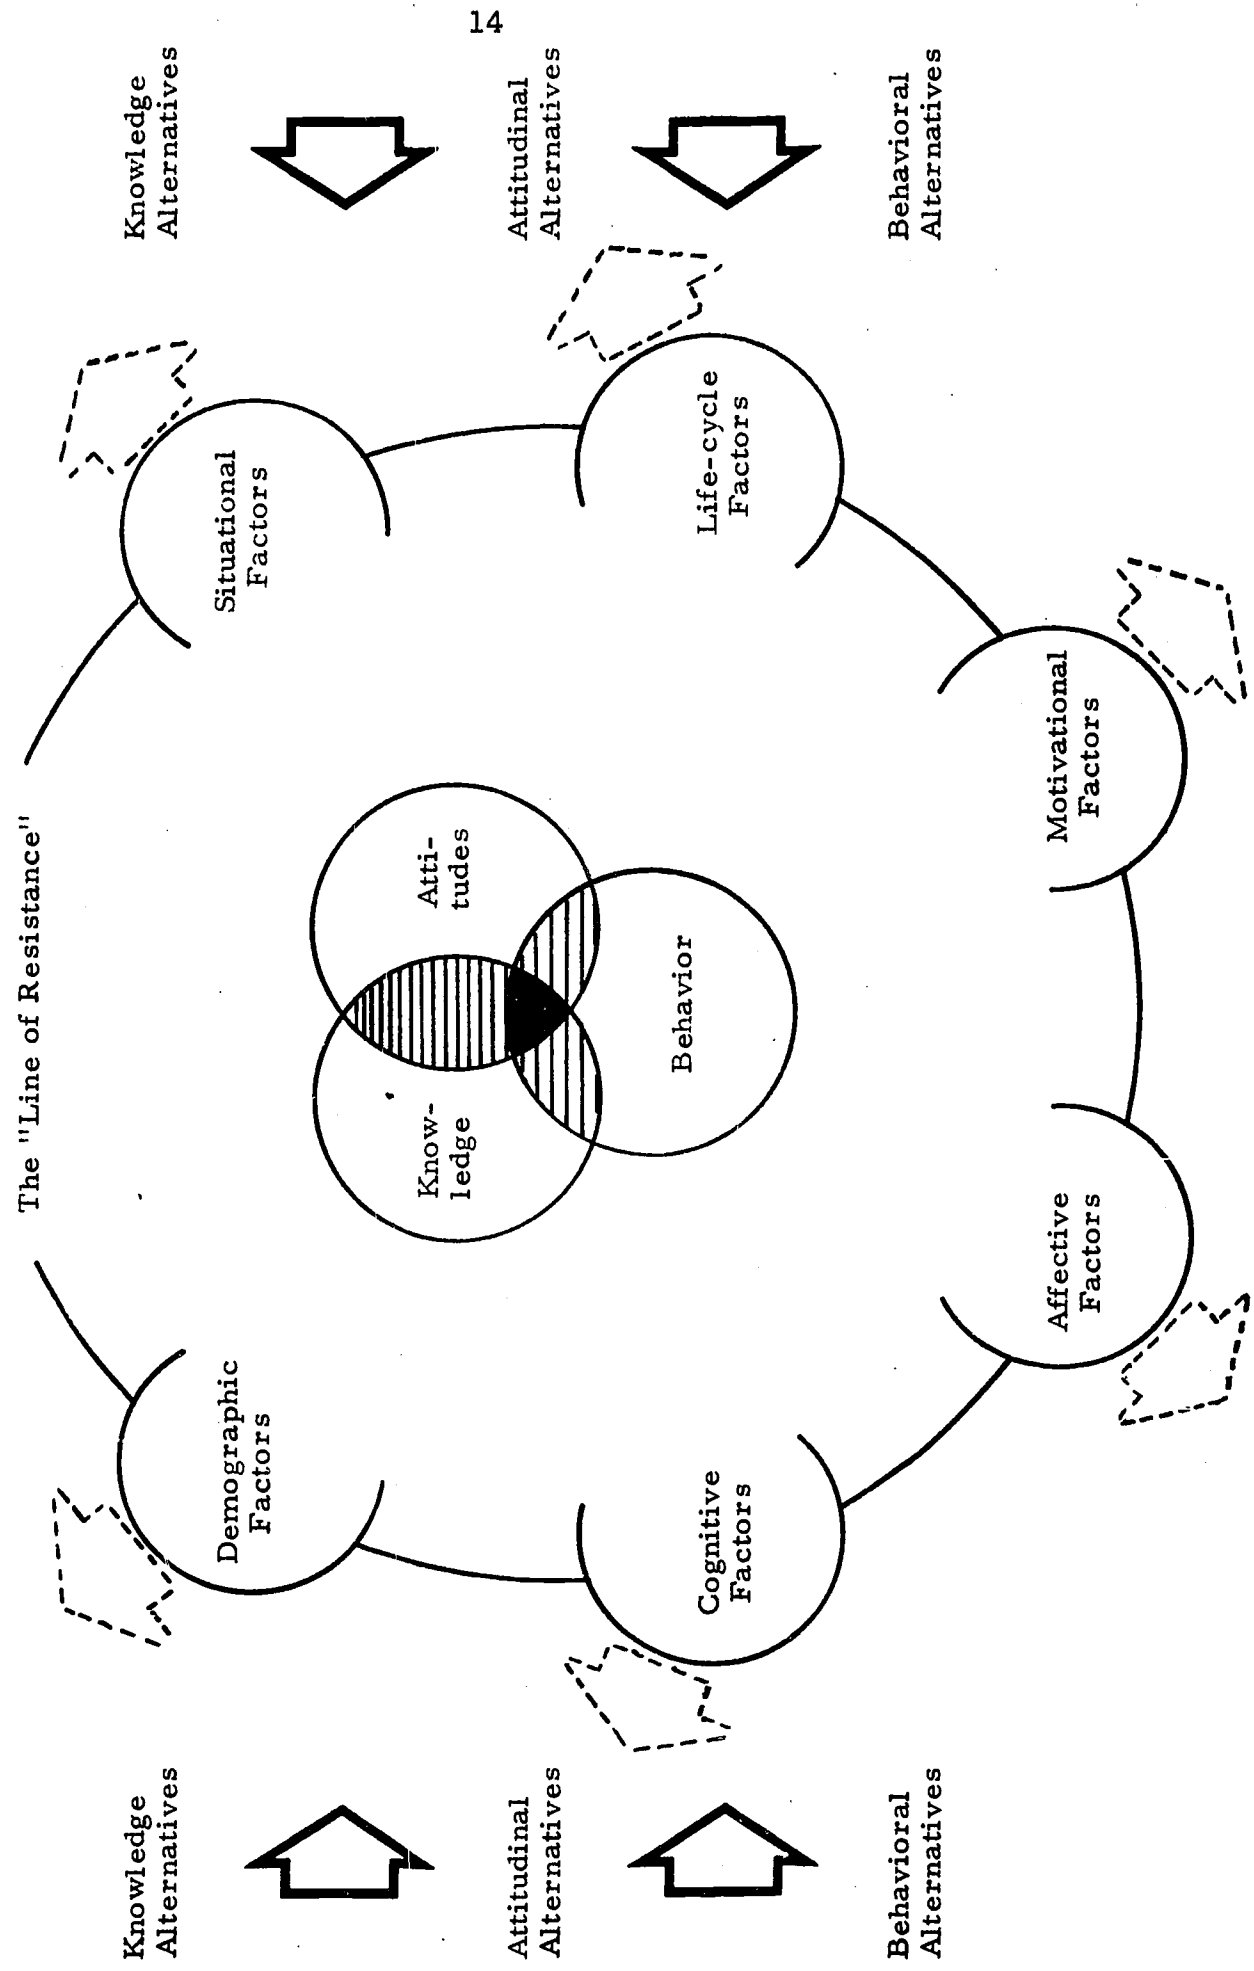 14
The "Line of Resistance"
Knowledge
Alternatives
Demographic
Factors
Situational
Factors
Knowledge
Alternatives
Know-
ledge
Atti-
tudes
Attitudinal
Alternatives
Attitudinal
Alternatives
Behavior
Cognitive
Factors
Life-cycle
Factors
Behavioral
Alternatives
Behavioral
Alternatives
Affective
Factors
Motivational
Factors